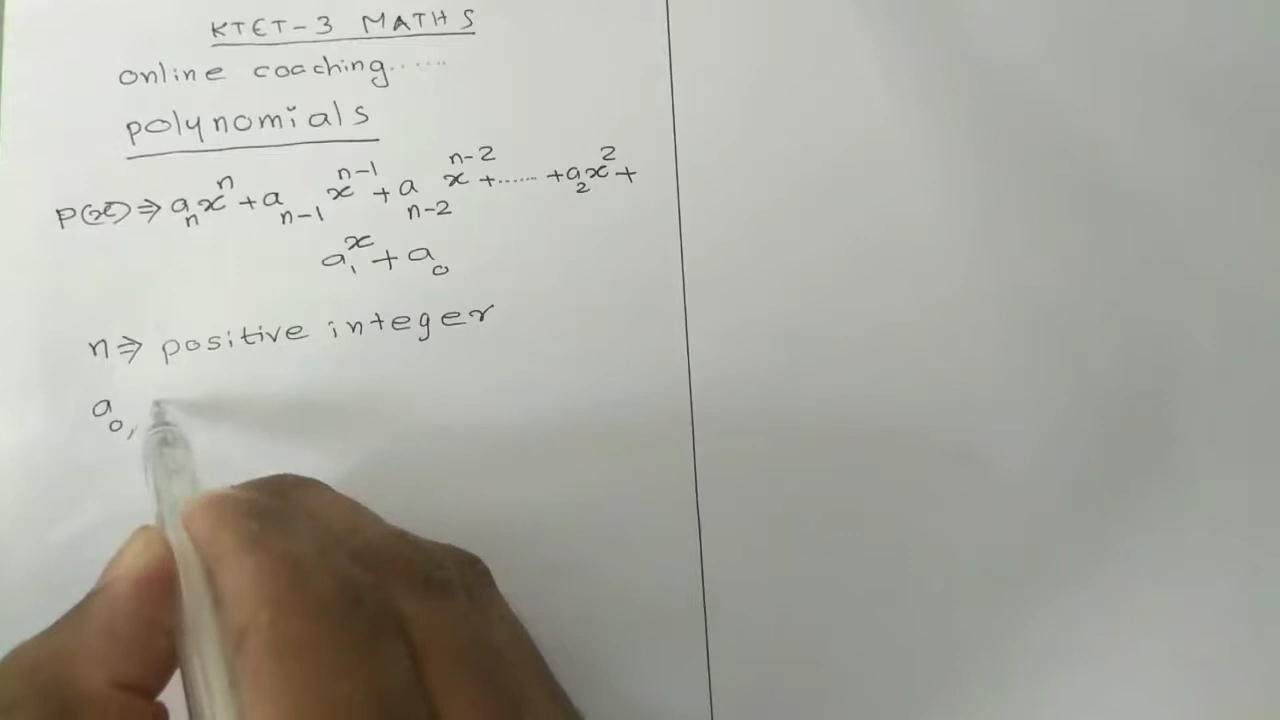 KTET-3 MATHS
online coaching......
polynomials
P(x) ⇒ aₙxⁿ + aₙ₋₁xⁿ⁻¹ + aₙ₋₂xⁿ⁻² + ...... + a₂x² +
a₁x + a₀
n ⇒ positive integer
a₀,